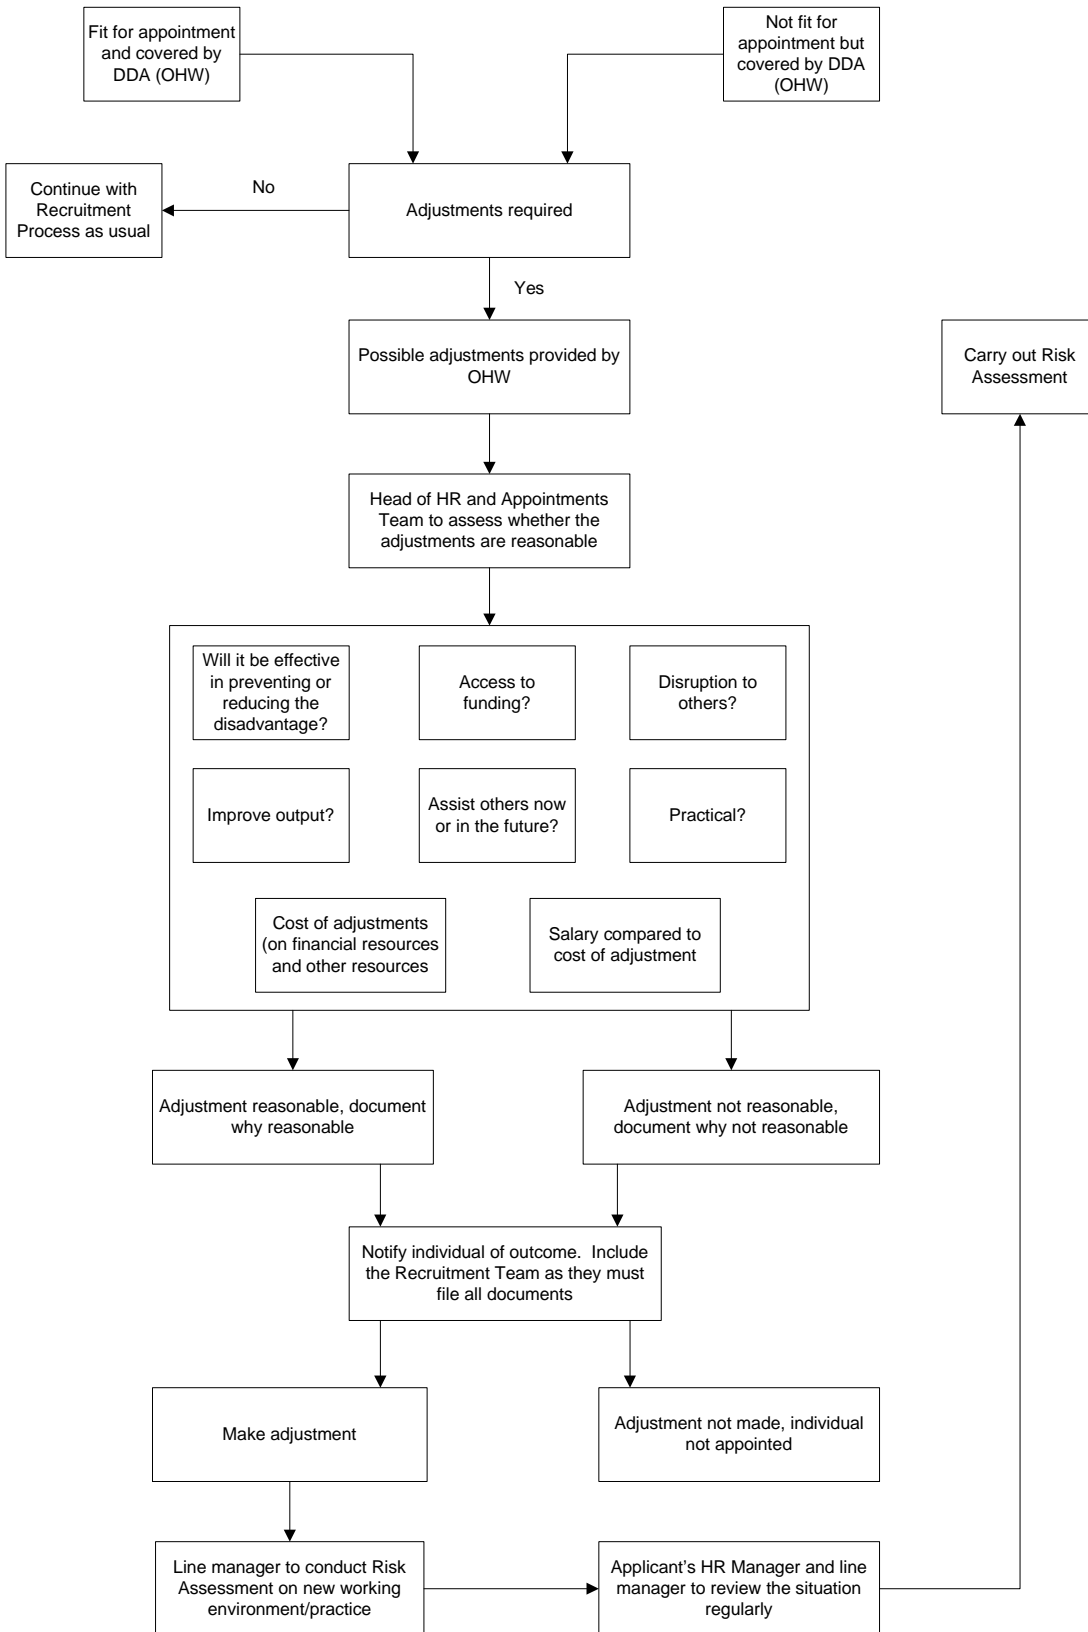 Fit for appointment
and covered by
DDA (OHW)
Not fit for
appointment but
covered by DDA
(OHW)
Continue with
Recruitment
Process as usual
No
Adjustments required
Yes
Possible adjustments provided by
OHW
Carry out Risk
Assessment
Head of HR and Appointments
Team to assess whether the
adjustments are reasonable
Will it be effective
in preventing or
reducing the
disadvantage?
Access to
funding?
Disruption to
others?
Improve output?
Assist others now
or in the future?
Practical?
Cost of adjustments
(on financial resources
and other resources
Salary compared to
cost of adjustment
Adjustment reasonable, document
why reasonable
Adjustment not reasonable,
document why not reasonable
Notify individual of outcome.  Include
the Recruitment Team as they must
file all documents
Make adjustment
Adjustment not made, individual
not appointed
Line manager to conduct Risk
Assessment on new working
environment/practice
Applicant's HR Manager and line
manager to review the situation
regularly